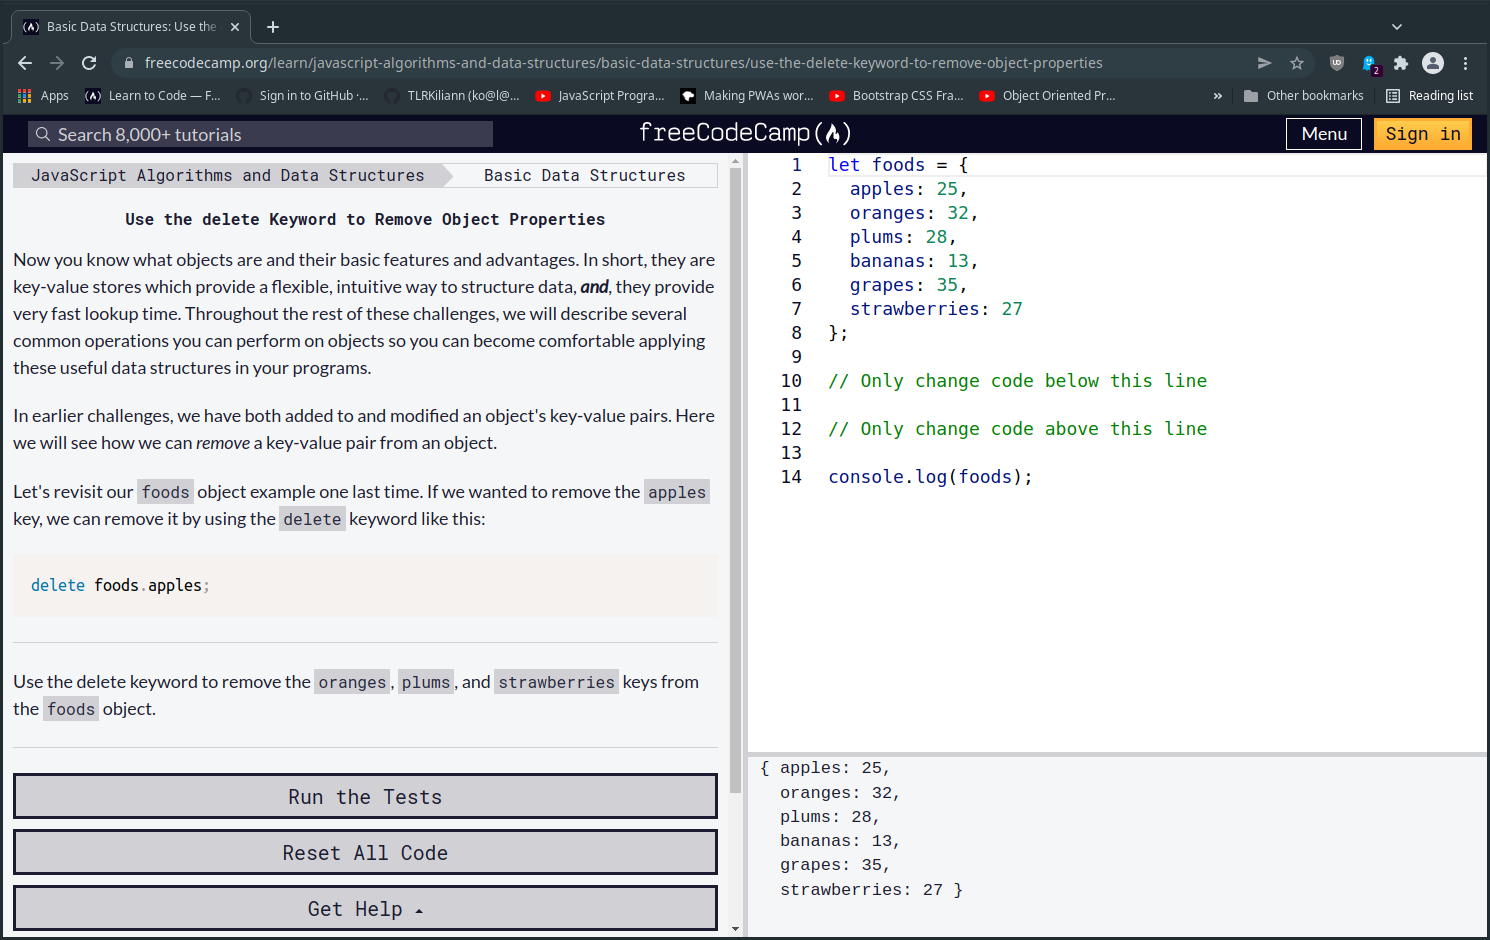 Basic Data Structures: Use the
freecodecamp.org/learn/javascript-algorithms-and-data-structures/basic-data-structures/use-the-delete-keyword-to-remove-object-properties
2
Apps
Learn to Code — F...
Sign in to GitHub ·...
TLRKiliann (ko@l@...
JavaScript Progra...
Making PWAs wor...
Bootstrap CSS Fra...
Object Oriented Pr...
»
Other bookmarks
Reading list
Search 8,000+ tutorials
freeCodeCamp
Menu
Sign in
JavaScript Algorithms and Data Structures
Basic Data Structures
Use the delete Keyword to Remove Object Properties
Now you know what objects are and their basic features and advantages. In short, they are
key-value stores which provide a flexible, intuitive way to structure data, and, they provide
very fast lookup time. Throughout the rest of these challenges, we will describe several
common operations you can perform on objects so you can become comfortable applying
these useful data structures in your programs.
In earlier challenges, we have both added to and modified an object's key-value pairs. Here
we will see how we can remove a key-value pair from an object.
Let's revisit our foods object example one last time. If we wanted to remove the apples
key, we can remove it by using the delete keyword like this:
delete foods.apples;
Use the delete keyword to remove the oranges, plums, and strawberries keys from
the foods object.
Run the Tests
Reset All Code
Get Help
1 let foods = {
2 apples: 25,
3 oranges: 32,
4 plums: 28,
5 bananas: 13,
6 grapes: 35,
7 strawberries: 27
8 };
9
10 // Only change code below this line
11
12 // Only change code above this line
13
14 console.log(foods);
{ apples: 25,
oranges: 32,
plums: 28,
bananas: 13,
grapes: 35,
strawberries: 27 }